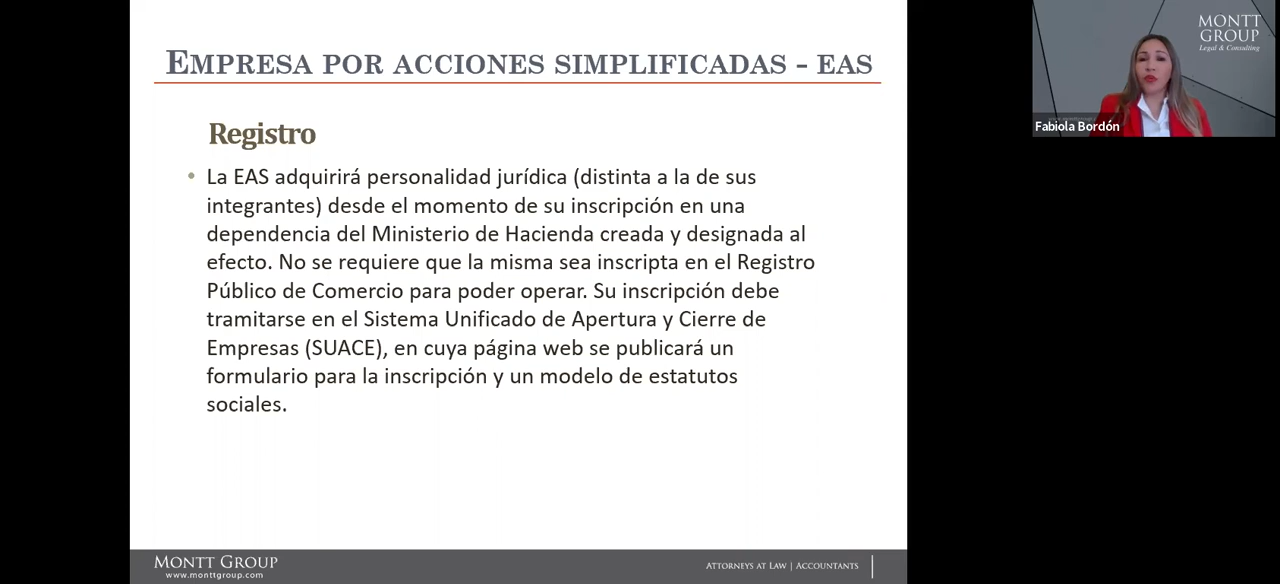 EMPRESA POR ACCIONES SIMPLIFICADAS - EAS
Registro
• La EAS adquirirá personalidad jurídica (distinta a la de sus
integrantes) desde el momento de su inscripción en una
dependencia del Ministerio de Hacienda creada y designada al
efecto. No se requiere que la misma sea inscripta en el Registro
Público de Comercio para poder operar. Su inscripción debe
tramitarse en el Sistema Unificado de Apertura y Cierre de
Empresas (SUACE), en cuya página web se publicará un
formulario para la inscripción y un modelo de estatutos
sociales.
MONTT GROUP
www.monttgroup.com
ATTORNEYS AT LAW | ACCOUNTANTS
MONTT
GROUP
Legal & Consulting
Fabiola Bordón